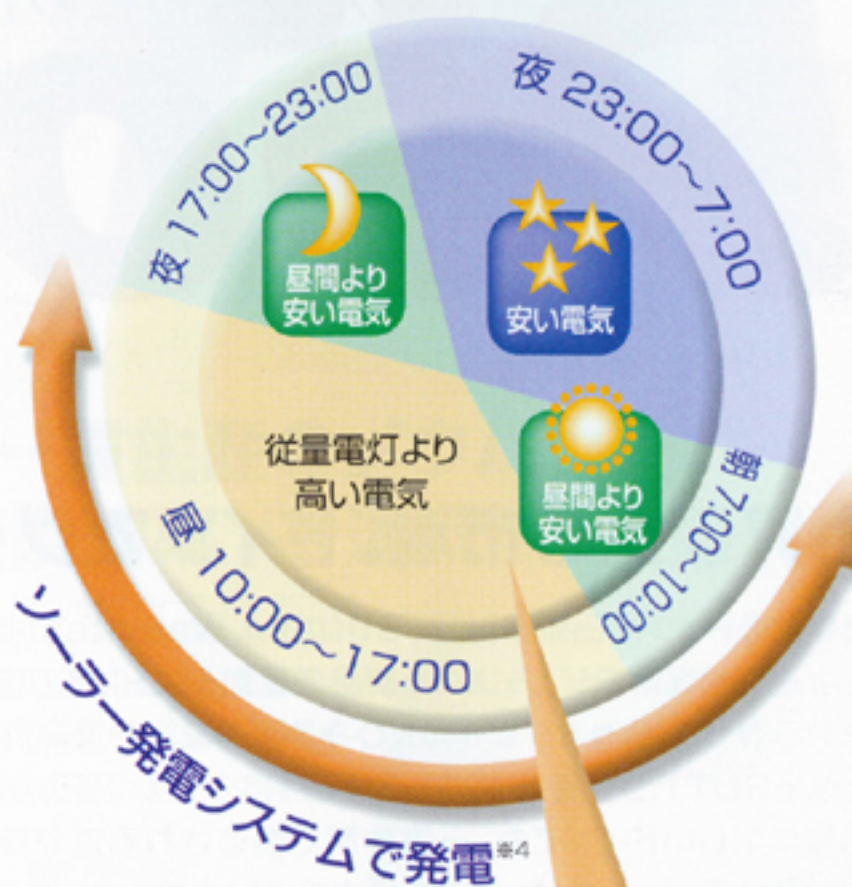 夜 17:00～23:00
夜 23:00～7:00
昼間より
安い電気
安い電気
従量電灯より
高い電気
昼間より
安い電気
朝 7:00～10:00
昼 10:00～17:00
ソーラー発電システムで発電※4